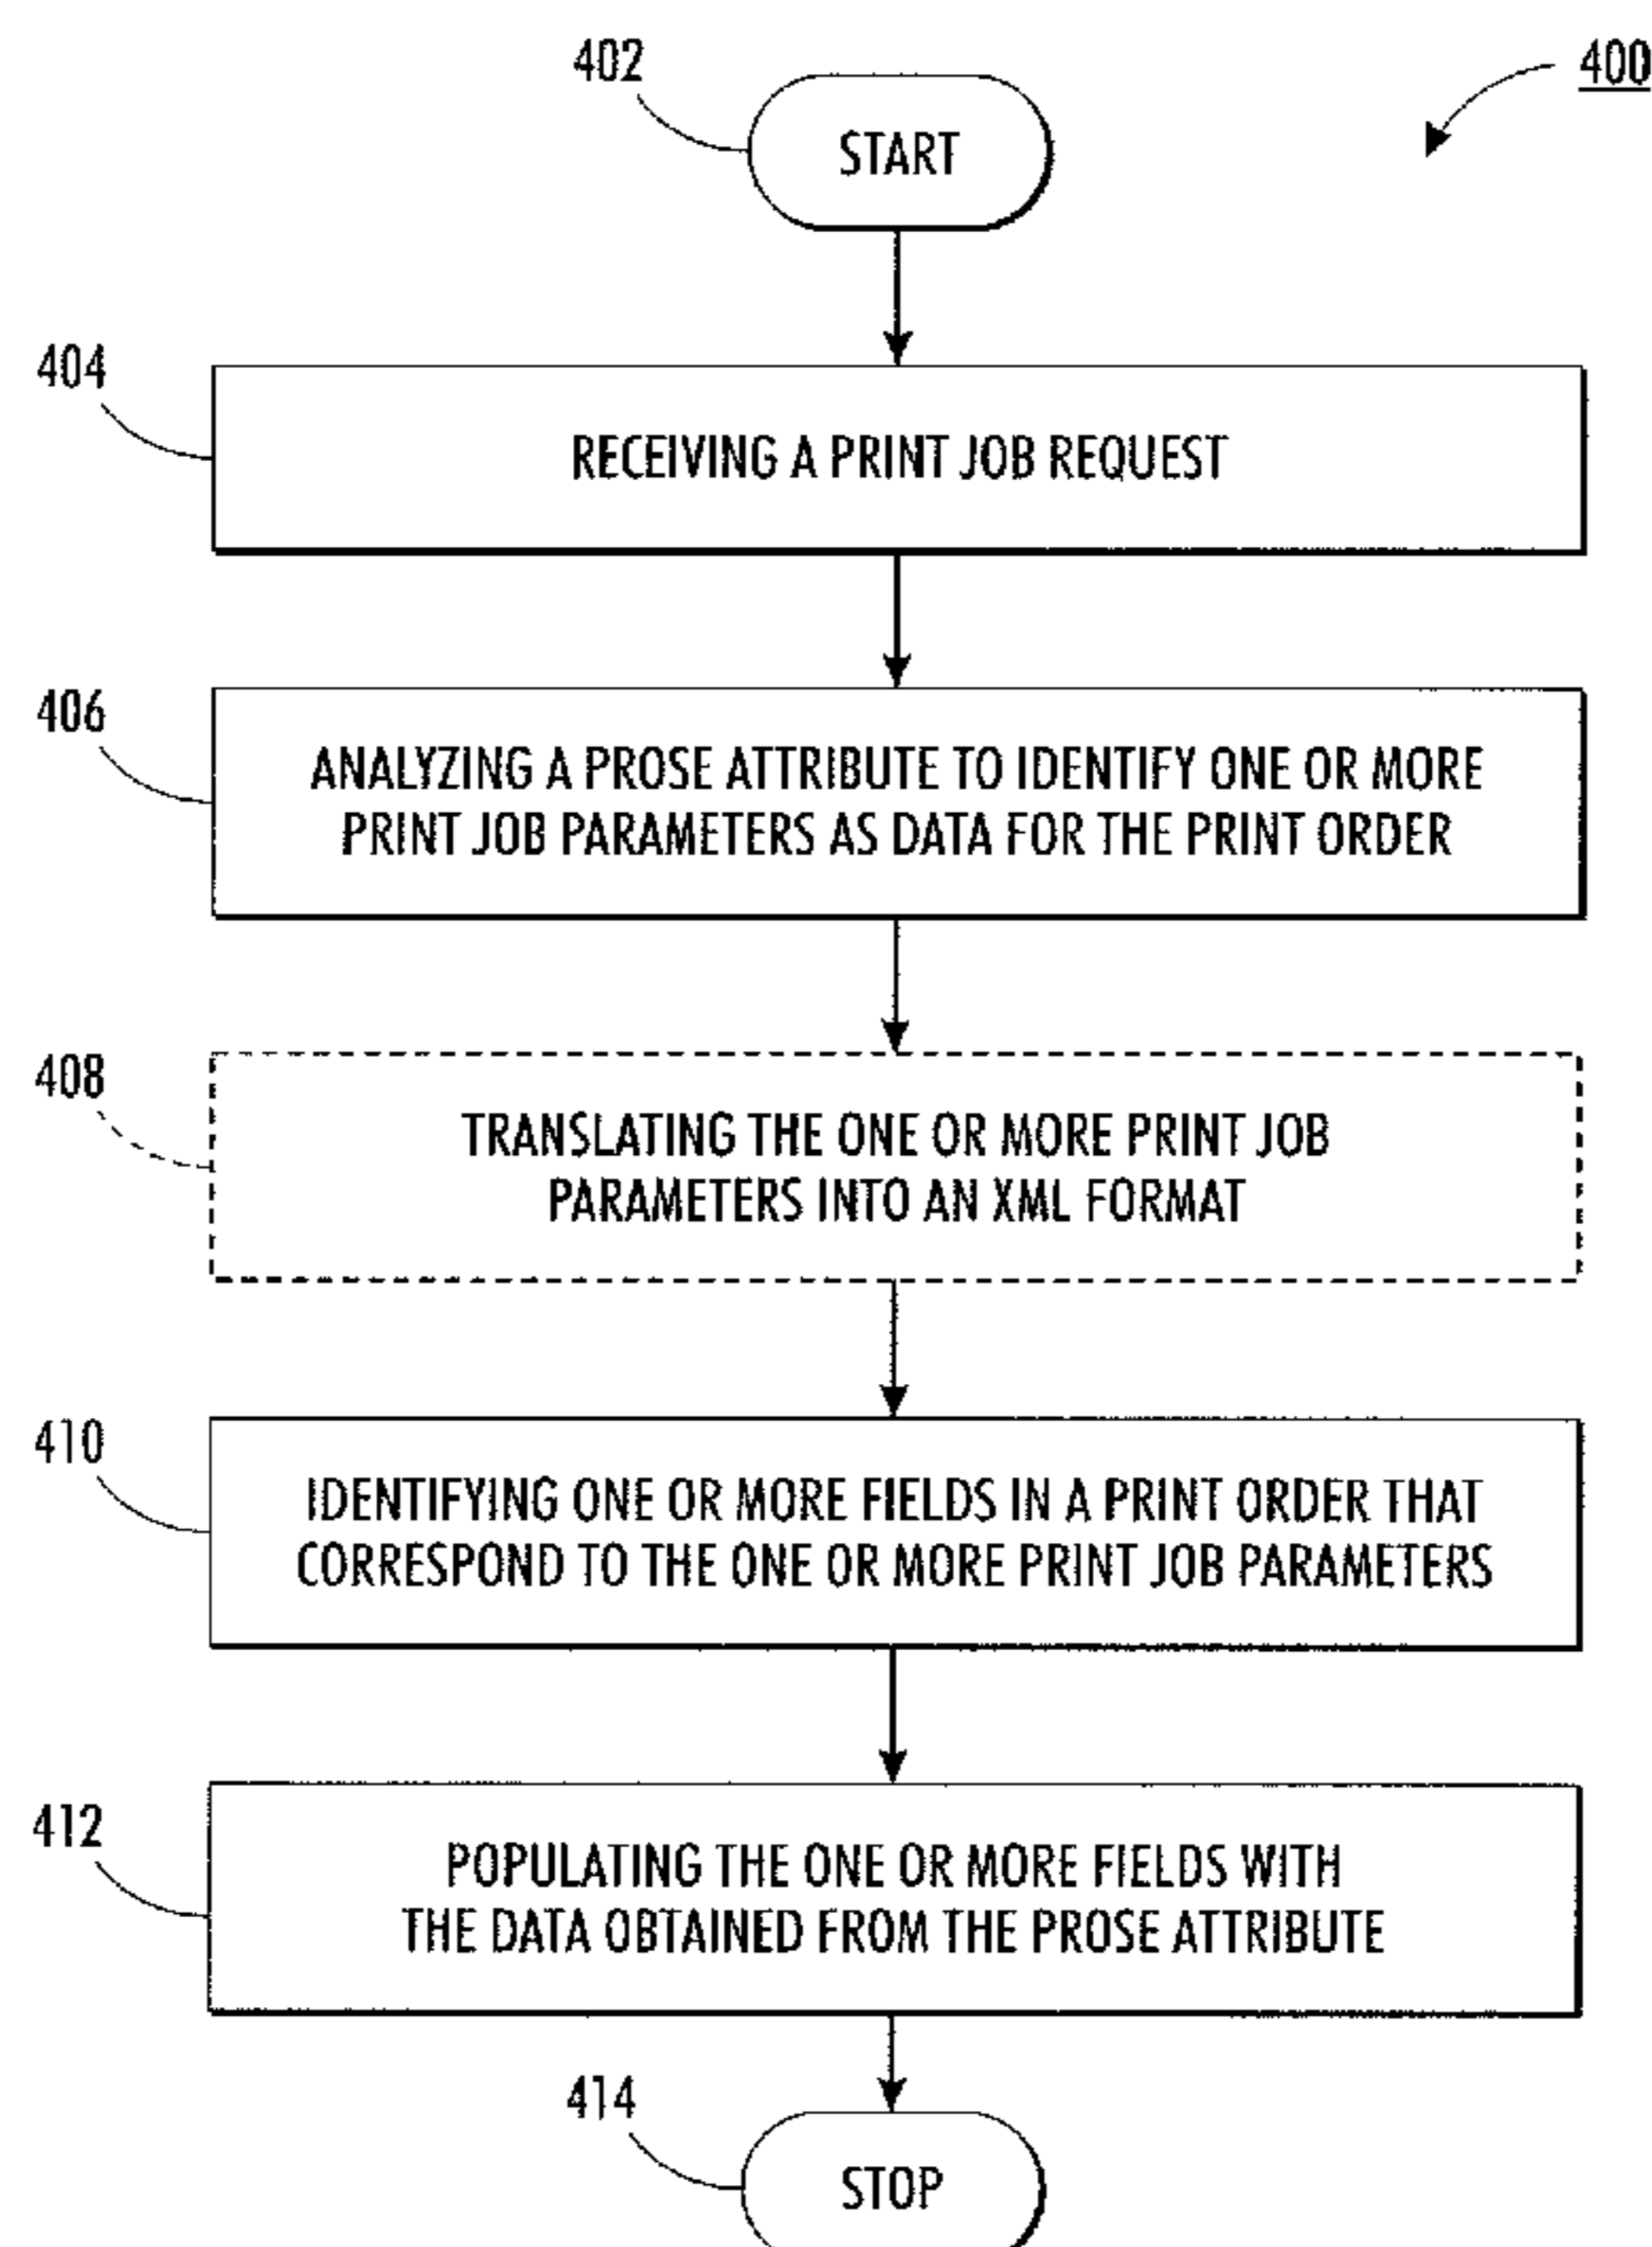 402
400
START
404
RECEIVING A PRINT JOB REQUEST
406
ANALYZING A PROSE ATTRIBUTE TO IDENTIFY ONE OR MORE
PRINT JOB PARAMETERS AS DATA FOR THE PRINT ORDER
408
TRANSLATING THE ONE OR MORE PRINT JOB
PARAMETERS INTO AN XML FORMAT
410
IDENTIFYING ONE OR MORE FIELDS IN A PRINT ORDER THAT
CORRESPOND TO THE ONE OR MORE PRINT JOB PARAMETERS
412
POPULATING THE ONE OR MORE FIELDS WITH
THE DATA OBTAINED FROM THE PROSE ATTRIBUTE
414
STOP